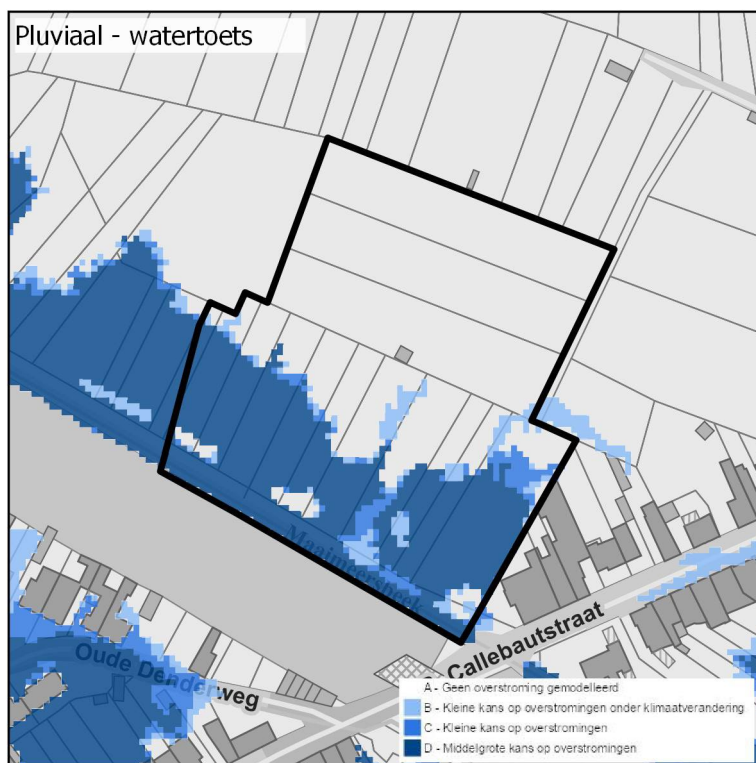 Pluviaal - watertoets
Maaimeersbeek
Callebautstraat
Oude Denderweg
A - Geen overstroming gemodelleerd
B - Kleine kans op overstromingen onder klimaatverandering
C - Kleine kans op overstromingen
D - Middelgrote kans op overstromingen